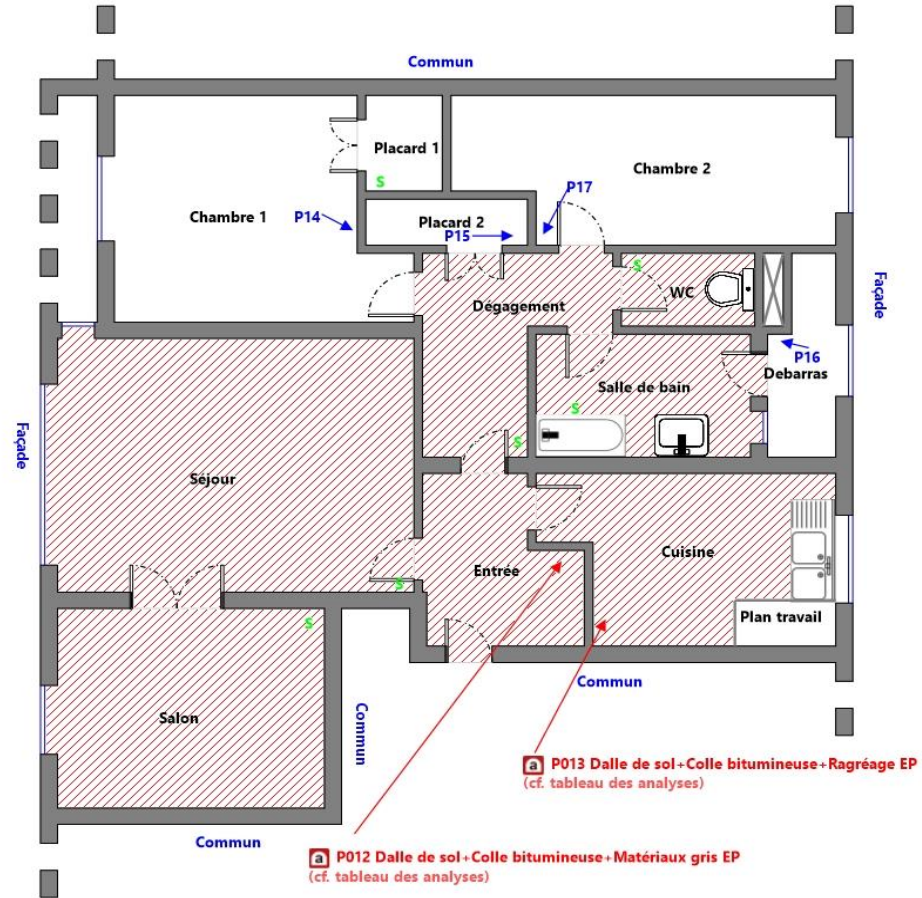 Commun
Placard 1
Chambre 2
S
P17
Chambre 1
P14
Placard 2
P15
S
WC
Dégagement
Façade
P16
Debarras
Salle de bain
S
Façade
S
Séjour
Cuisine
Entrée
S
Plan travail
S
Commun
Salon
Commun
a P013 Dalle de sol+Colle bitumineuse+Ragréage EP
(cf. tableau des analyses)
Commun
a P012 Dalle de sol+Colle bitumineuse+Matériaux gris EP
(cf. tableau des analyses)